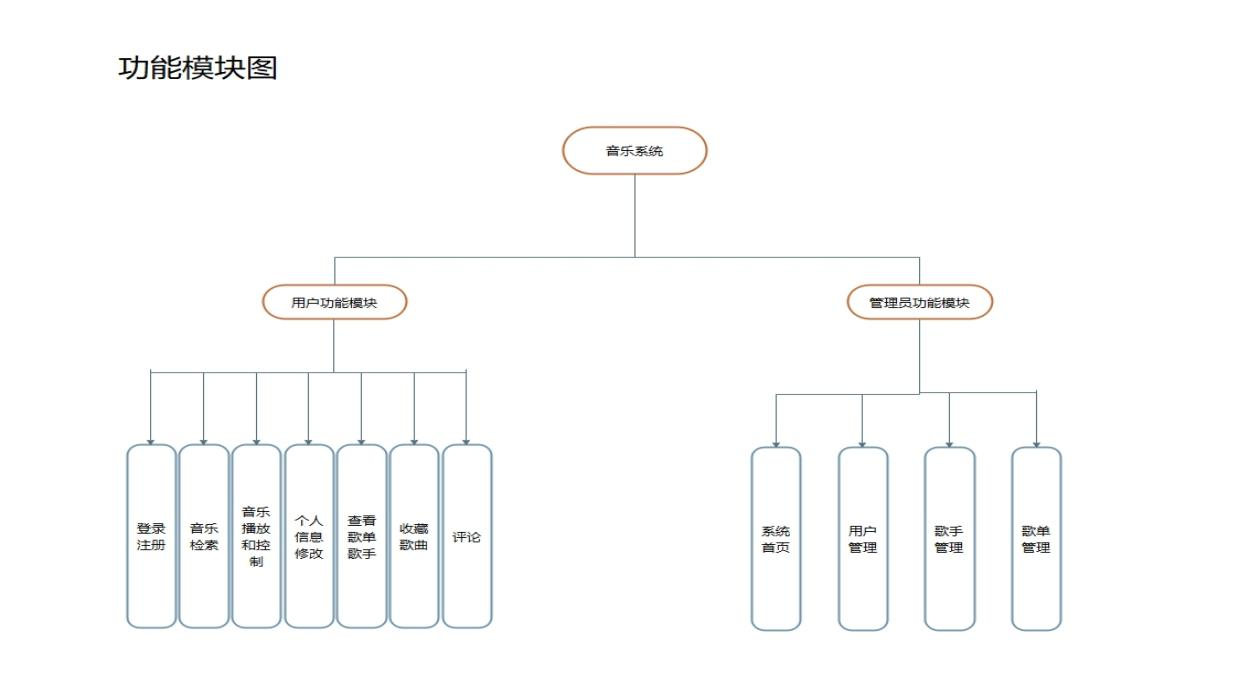 功能模块图
音乐系统
用户功能模块
管理员功能模块
登录
注册
音乐
检索
音乐
播放
和控
制
个人
信息
修改
查看
歌单
歌手
收藏
歌曲
评论
系统
首页
用户
管理
歌手
管理
歌单
管理